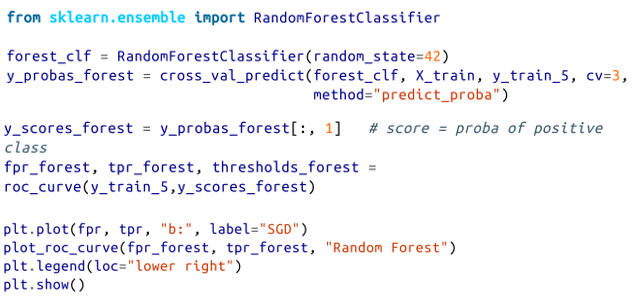 from sklearn.ensemble import RandomForestClassifier
forest_clf = RandomForestClassifier(random_state=42)
y_probas_forest = cross_val_predict(forest_clf, X_train, y_train_5, cv=3,
method="predict_proba")
y_scores_forest = y_probas_forest[:, 1]   # score = proba of positive
class
fpr_forest, tpr_forest, thresholds_forest =
roc_curve(y_train_5,y_scores_forest)
plt.plot(fpr, tpr, "b:", label="SGD")
plot_roc_curve(fpr_forest, tpr_forest, "Random Forest")
plt.legend(loc="lower right")
plt.show()